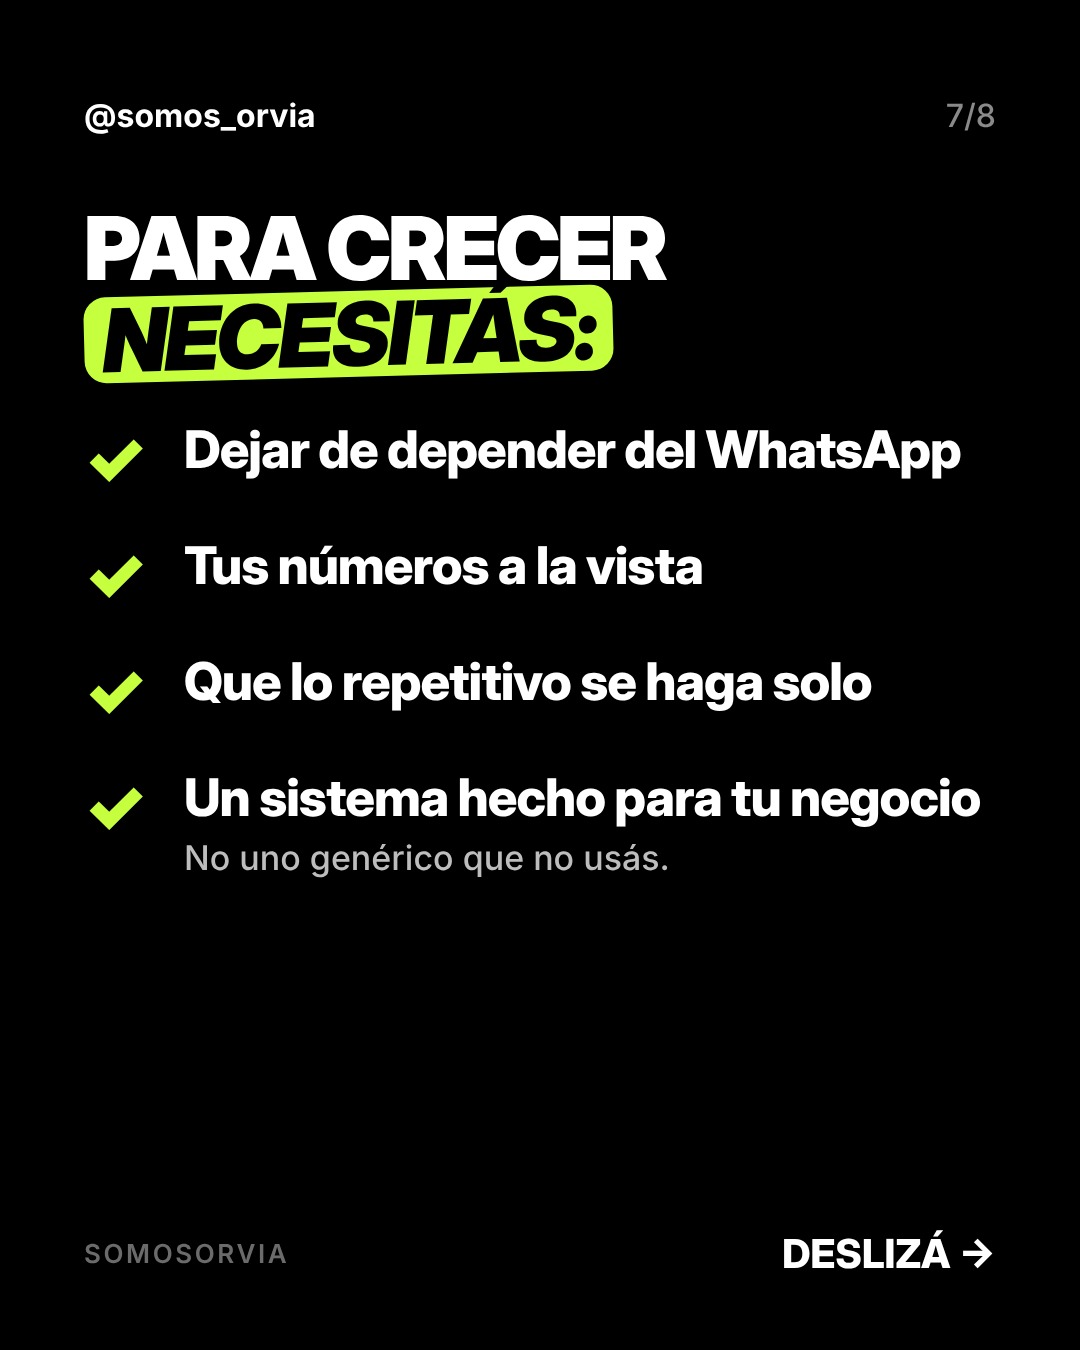 @somos_orvia
7/8
PARA CRECER
NECESITÁS:
Dejar de depender del WhatsApp
Tus números a la vista
Que lo repetitivo se haga solo
Un sistema hecho para tu negocio
No uno genérico que no usás.
SOMOSORVIA
DESLIZÁ →